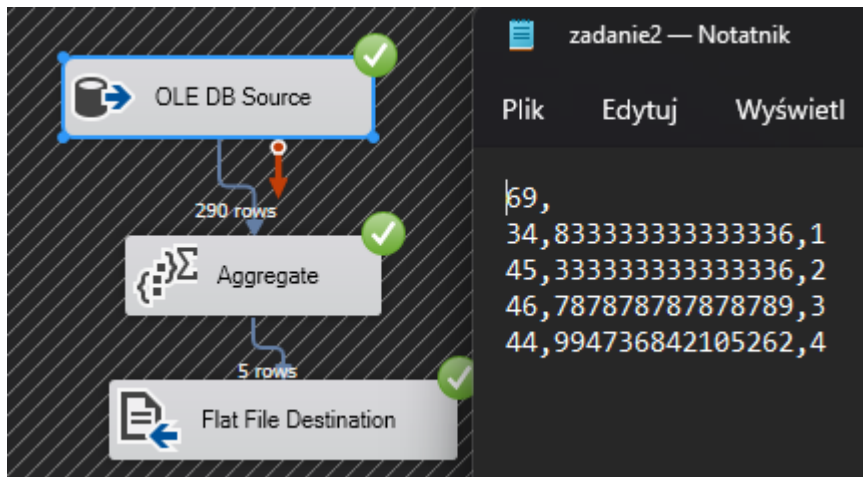 OLE DB Source
290 rows
{:}Σ
Aggregate
5 rows
Flat File Destination
zadanie2 — Notatnik
Plik Edytuj Wyświetl
69,
34,833333333333336,1
45,333333333333336,2
46,787878787878789,3
44,994736842105262,4